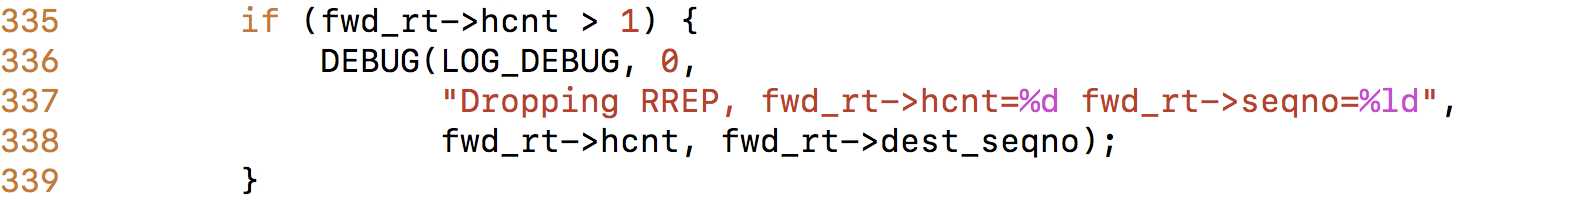 335         if (fwd_rt->hcnt > 1) {
336             DEBUG(LOG_DEBUG, 0,
337                   "Dropping RREP, fwd_rt->hcnt=%d fwd_rt->seqno=%ld",
338                   fwd_rt->hcnt, fwd_rt->dest_seqno);
339         }